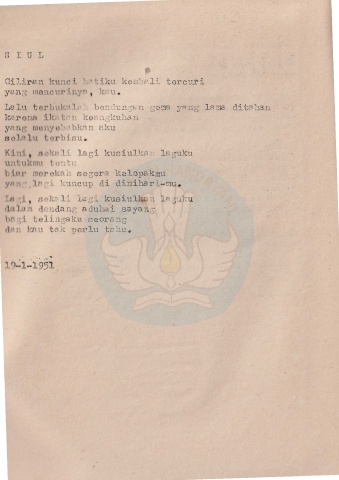 S I U L
Giliran kunci hatiku kembali tercuri
yang mencurinya, kau.
Lalu terbukalah bendungan gema yang lama ditahan
karena ikatan keangkuhan
yang menyebabkan aku
selalu terbisu.
Kini, sekali lagi kusiulkan laguku
untukmu tentu
biar merekah segera kelopakmu
yang lagi kuncup di dinihari-mu.
Lagi, sekali lagi kusiulkan laguku
dalam dendang aduhai sayang
bagi telingaku seorang
dan kau tak perlu tahu.
19-1-1951